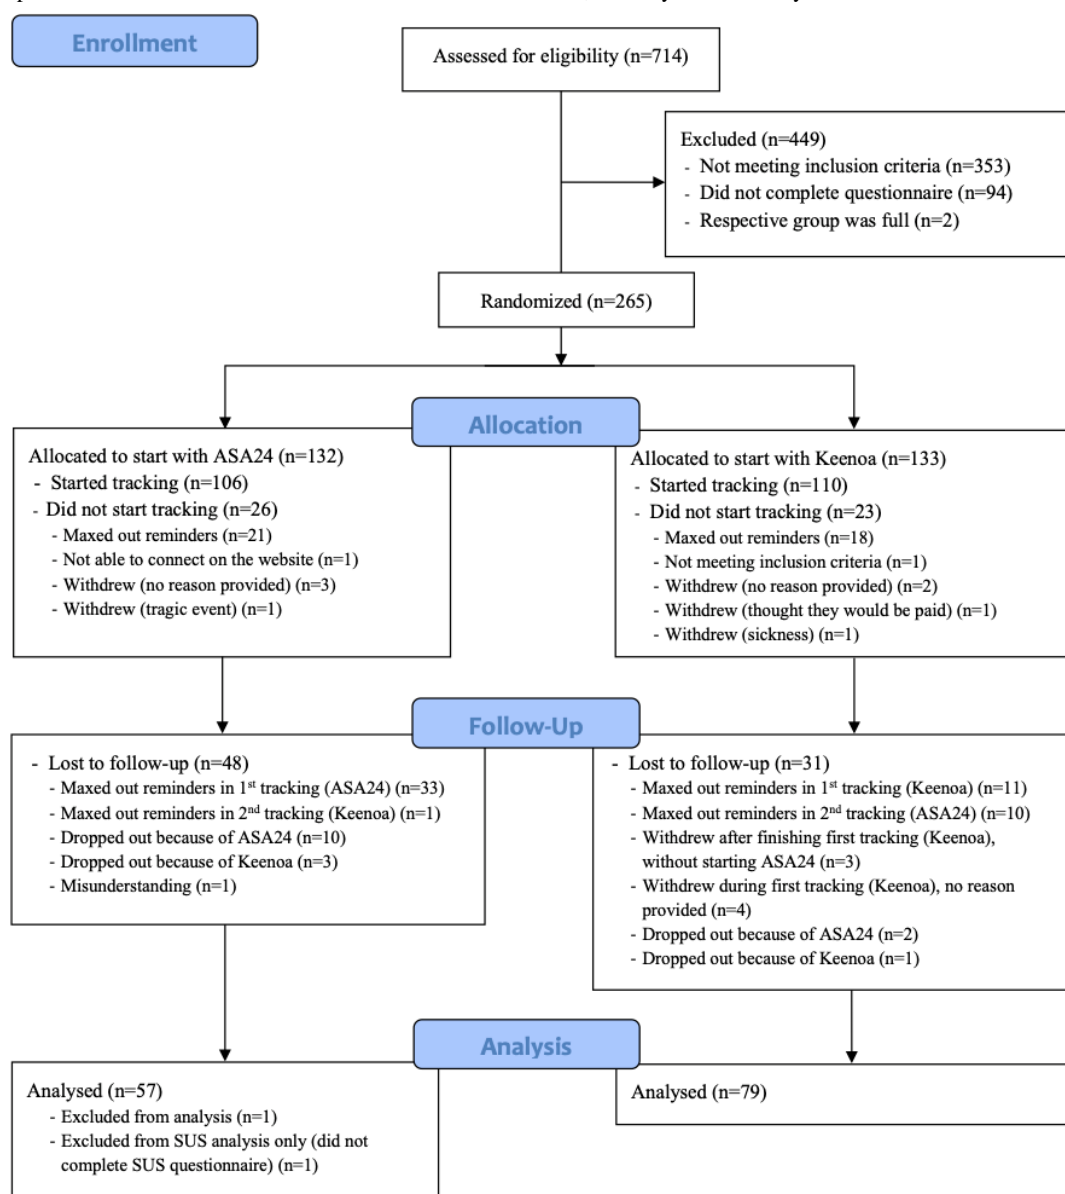 Enrollment
Assessed for eligibility (n=714)
Excluded (n=449)
- Not meeting inclusion criteria (n=353)
- Did not complete questionnaire (n=94)
- Respective group was full (n=2)
Randomized (n=265)
Allocation
Allocated to start with ASA24 (n=132)
- Started tracking (n=106)
- Did not start tracking (n=26)
- Maxed out reminders (n=21)
- Not able to connect on the website (n=1)
- Withdrew (no reason provided) (n=3)
- Withdrew (tragic event) (n=1)
Allocated to start with Keenoa (n=133)
- Started tracking (n=110)
- Did not start tracking (n=23)
- Maxed out reminders (n=18)
- Not meeting inclusion criteria (n=1)
- Withdrew (no reason provided) (n=2)
- Withdrew (thought they would be paid) (n=1)
- Withdrew (sickness) (n=1)
Follow-Up
- Lost to follow-up (n=48)
- Maxed out reminders in 1st tracking (ASA24) (n=33)
- Maxed out reminders in 2nd tracking (Keenoa) (n=1)
- Dropped out because of ASA24 (n=10)
- Dropped out because of Keenoa (n=3)
- Misunderstanding (n=1)
- Lost to follow-up (n=31)
- Maxed out reminders in 1st tracking (Keenoa) (n=11)
- Maxed out reminders in 2nd tracking (ASA24) (n=10)
- Withdrew after finishing first tracking (Keenoa),
without starting ASA24 (n=3)
- Withdrew during first tracking (Keenoa), no reason
provided (n=4)
- Dropped out because of ASA24 (n=2)
- Dropped out because of Keenoa (n=1)
Analysis
Analysed (n=57)
- Excluded from analysis (n=1)
- Excluded from SUS analysis only (did not
complete SUS questionnaire) (n=1)
Analysed (n=79)